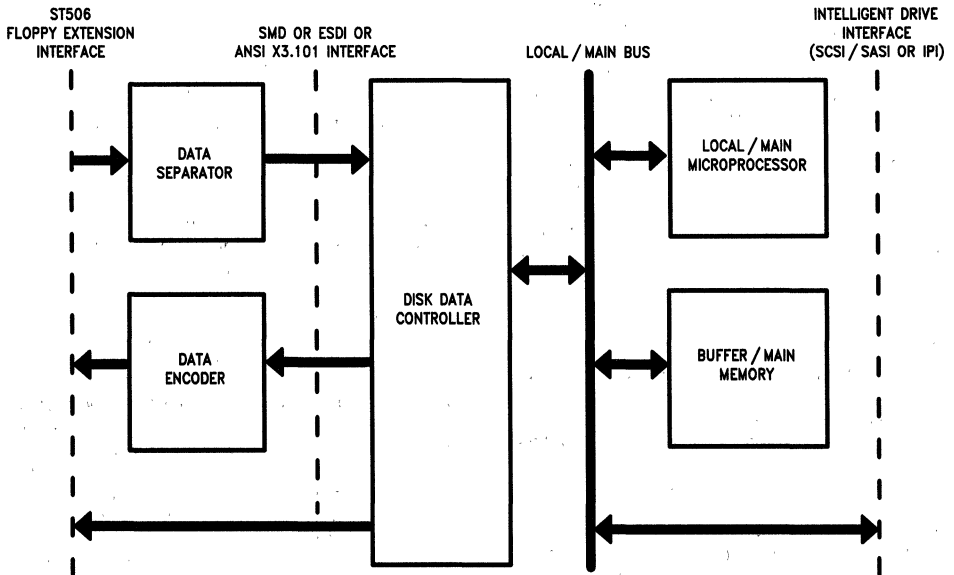 ST506
FLOPPY EXTENSION
INTERFACE
SMD OR ESDI OR
ANSI X3.101 INTERFACE
LOCAL / MAIN BUS
INTELLIGENT DRIVE
INTERFACE
(SCSI / SASI OR IPI)
DATA
SEPARATOR
LOCAL / MAIN
MICROPROCESSOR
DISK DATA
CONTROLLER
DATA
ENCODER
BUFFER / MAIN
MEMORY